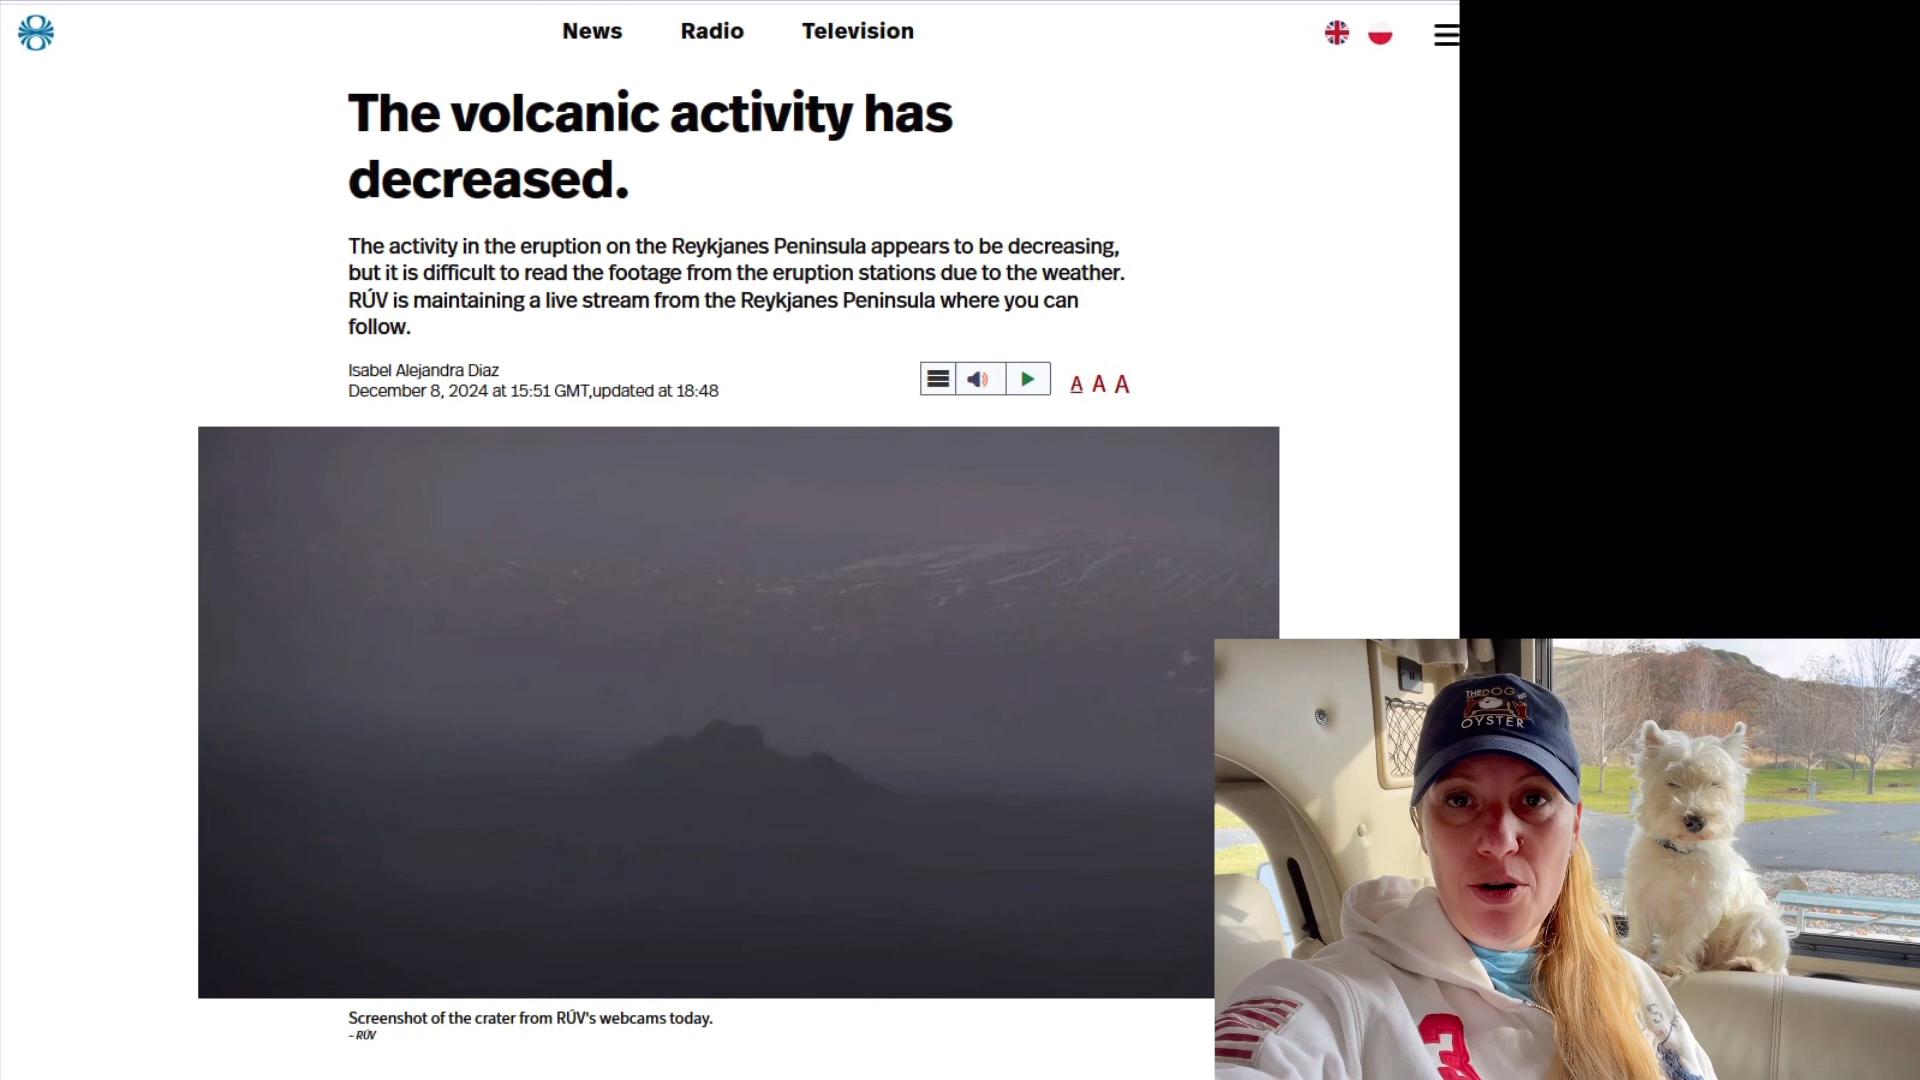 News Radio Television
The volcanic activity has
decreased.
The activity in the eruption on the Reykjanes Peninsula appears to be decreasing,
but it is difficult to read the footage from the eruption stations due to the weather.
RÚV is maintaining a live stream from the Reykjanes Peninsula where you can
follow.
Isabel Alejandra Diaz
December 8, 2024 at 15:51 GMT,updated at 18:48
A A A
Screenshot of the crater from RÚV's webcams today.
– RÚV
THE DOG
OYSTER
3